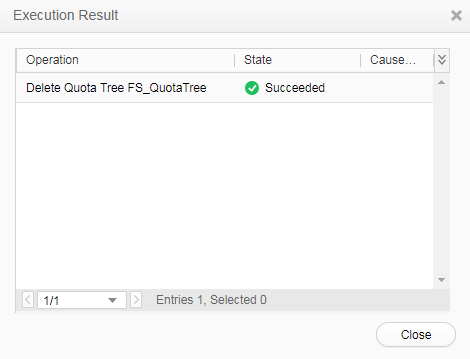 Execution Result
Operation State Cause...
Delete Quota Tree FS_QuotaTree Succeeded
1/1 Entries 1, Selected 0
Close